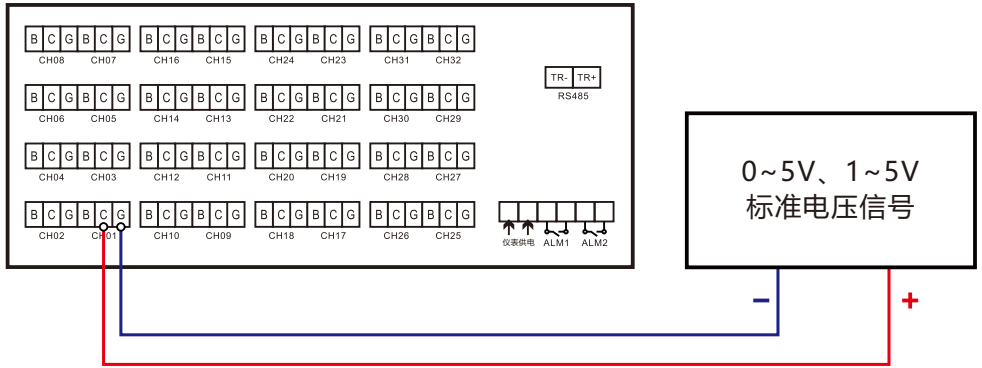 B C G B C G B C G B C G B C G B C G B C G B C G
CH08 CH07 CH16 CH15 CH24 CH23 CH31 CH32
TR- TR+
RS485
B C G B C G B C G B C G B C G B C G B C G B C G
CH06 CH05 CH14 CH13 CH22 CH21 CH30 CH29
B C G B C G B C G B C G B C G B C G B C G B C G
CH04 CH03 CH12 CH11 CH20 CH19 CH28 CH27
B C G B C G B C G B C G B C G B C G B C G B C G
CH02 CH01 CH10 CH09 CH18 CH17 CH26 CH25
仪表供电 ALM1 ALM2
0~5V、1~5V
标准电压信号
− +